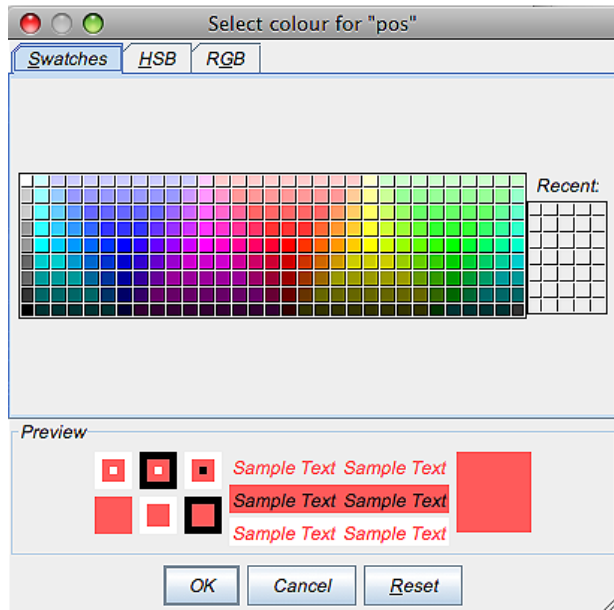 Select colour for "pos"
Swatches HSB RGB
Recent:
Preview
Sample Text Sample Text
Sample Text Sample Text
Sample Text Sample Text
OK Cancel Reset